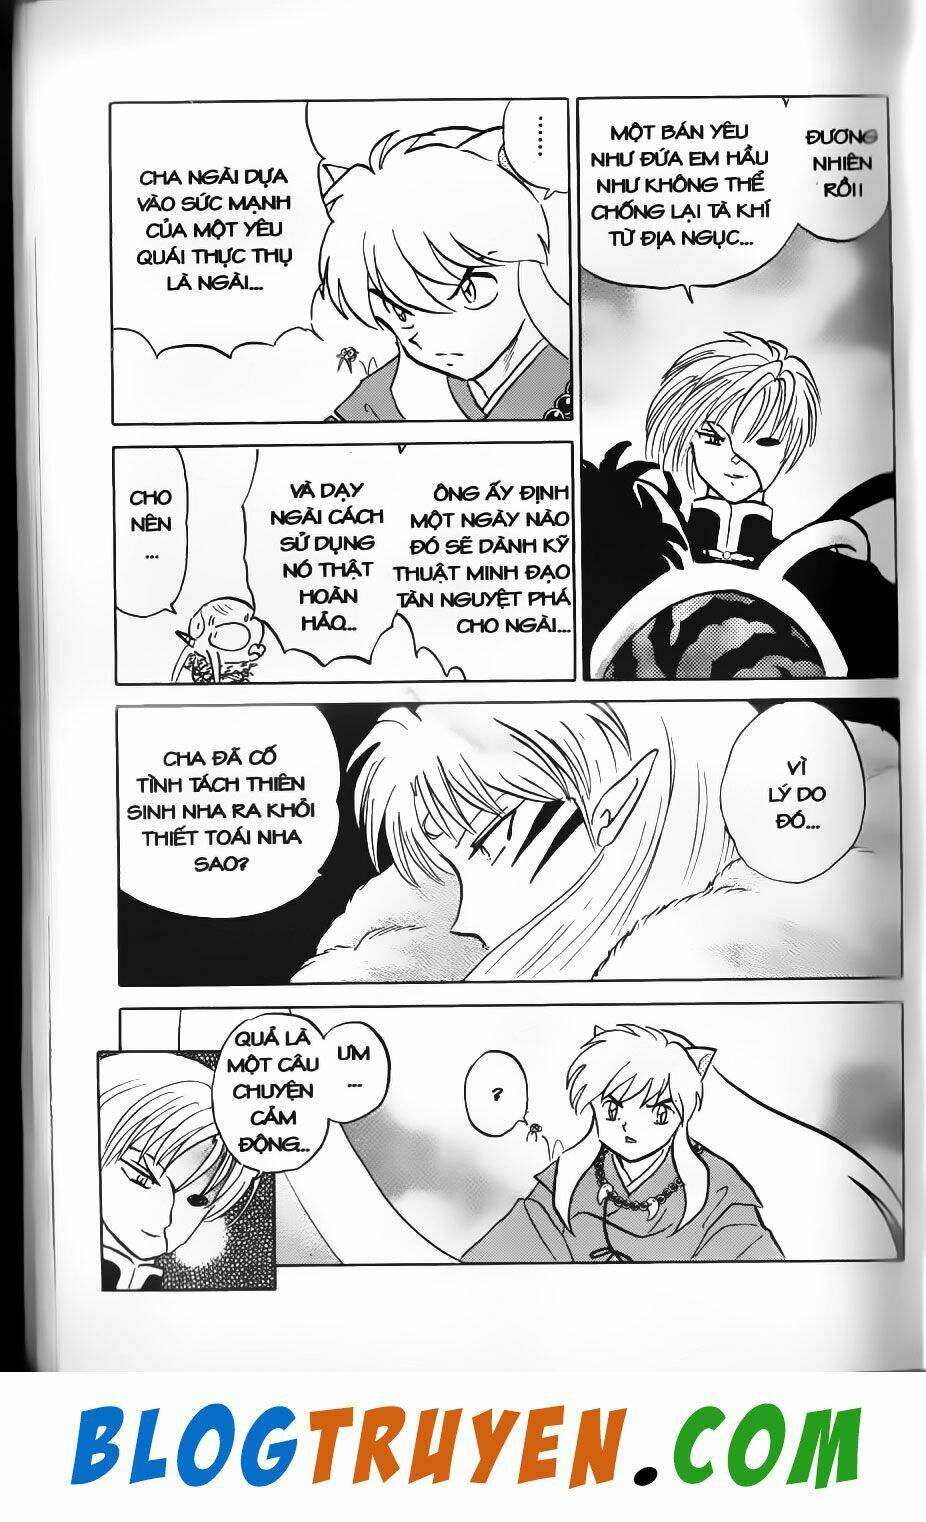 ĐƯƠNG
NHIÊN
RỒI!
MỘT BÁN YÊU
NHƯ ĐỨA EM HẦU
NHƯ KHÔNG THỂ
CHỐNG LẠI TÀ KHÍ
TỪ ĐỊA NGỤC...
......
CHA NGÀI DỰA
VÀO SỨC MẠNH
CỦA MỘT YÊU
QUÁI THỰC THỤ
LÀ NGÀI...
ÔNG ẤY ĐỊNH
MỘT NGÀY NÀO
ĐÓ SẼ DÀNH KỸ
THUẬT MINH ĐẠO
TÀN NGUYỆT PHÁ
CHO NGÀI...
VÀ DẠY
NGÀI CÁCH
SỬ DỤNG
NÓ THẬT
HOÀN
HẢO...
CHO
NÊN
...
VÌ
LÝ DO
ĐÓ...
CHA ĐÃ CỐ
TÌNH TÁCH THIÊN
SINH NHA RA KHỎI
THIẾT TOÁI NHA
SAO?
?
ƯM
...
QUẢ LÀ
MỘT CÂU
CHUYỆN
CẢM
ĐỘNG...
BLOGTRUYEN.COM